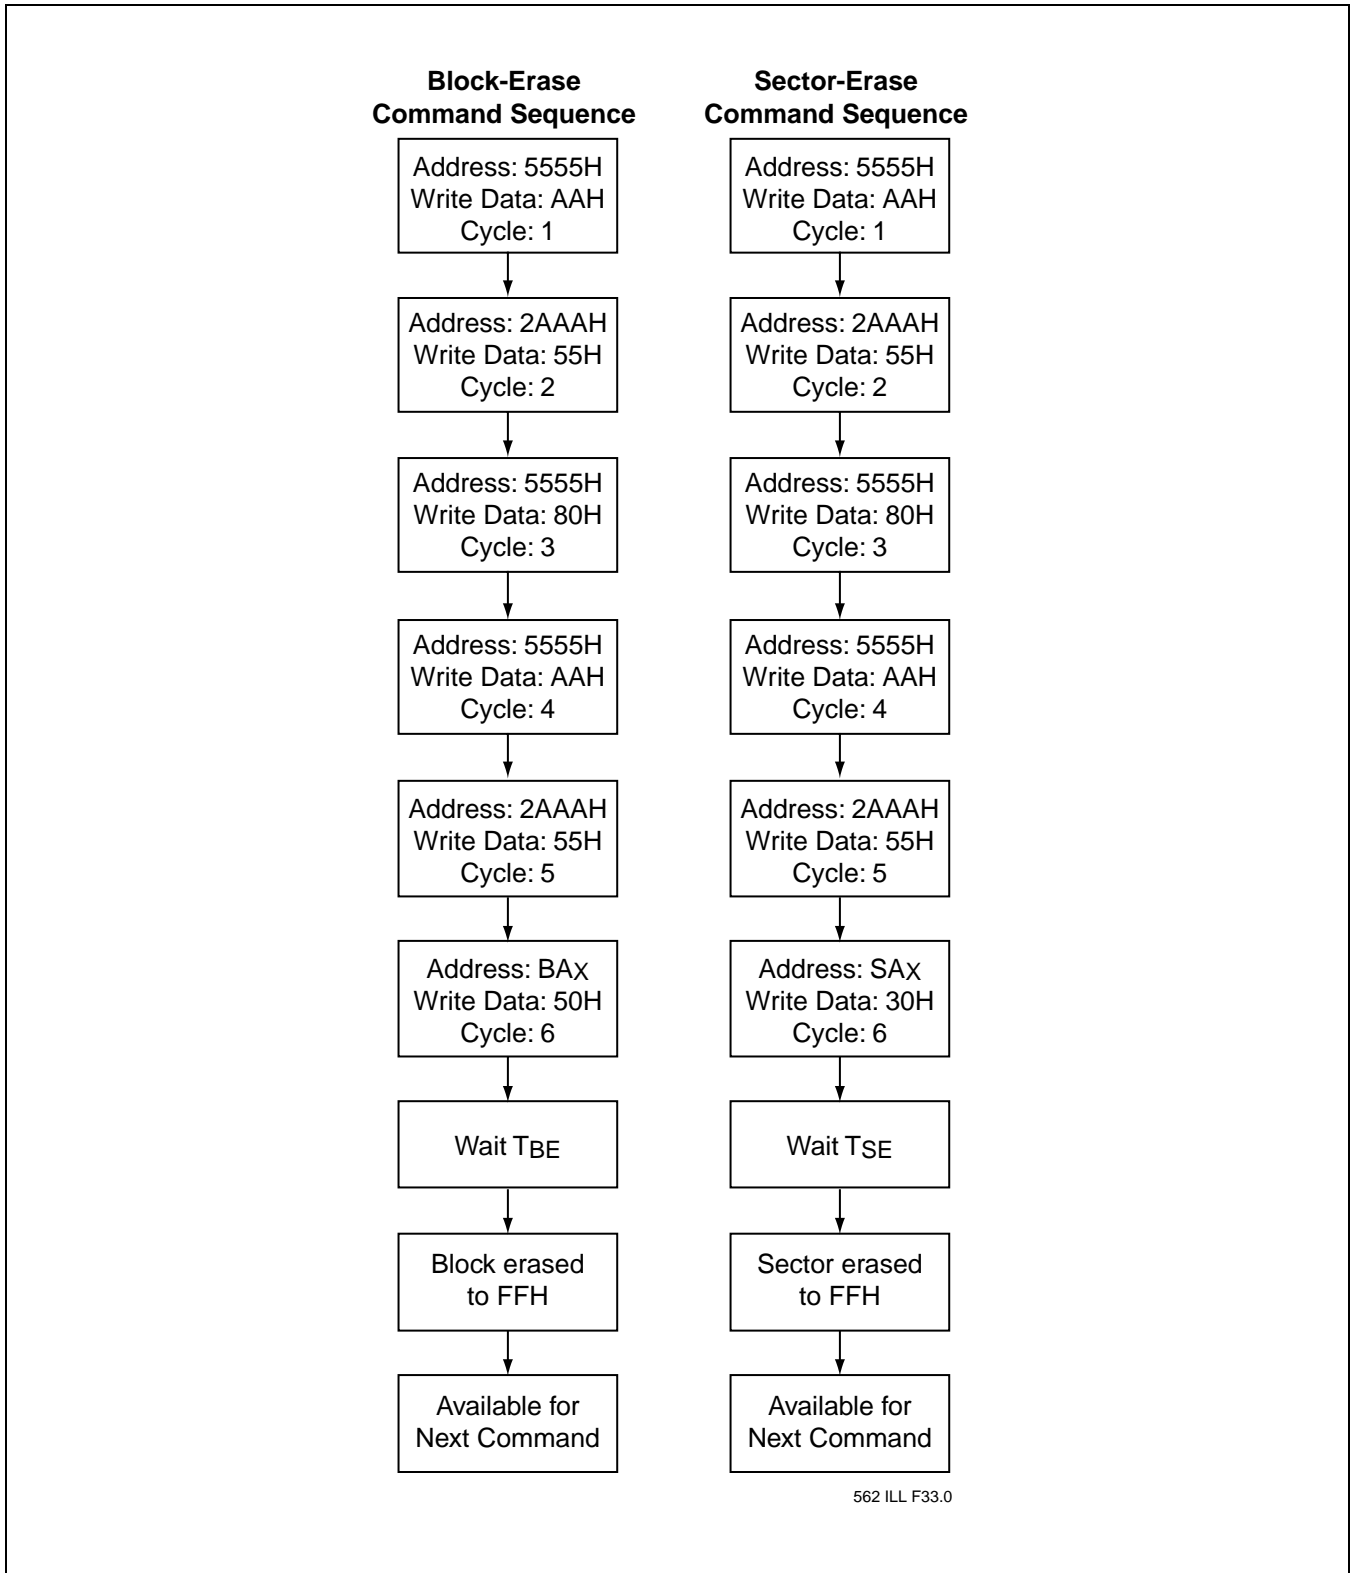 Block-Erase
Command Sequence
Address: 5555H
Write Data: AAH
Cycle: 1
Address: 2AAAH
Write Data: 55H
Cycle: 2
Address: 5555H
Write Data: 80H
Cycle: 3
Address: 5555H
Write Data: AAH
Cycle: 4
Address: 2AAAH
Write Data: 55H
Cycle: 5
Address: BAX
Write Data: 50H
Cycle: 6
Wait TBE
Block erased
to FFH
Available for
Next Command
Sector-Erase
Command Sequence
Address: 5555H
Write Data: AAH
Cycle: 1
Address: 2AAAH
Write Data: 55H
Cycle: 2
Address: 5555H
Write Data: 80H
Cycle: 3
Address: 5555H
Write Data: AAH
Cycle: 4
Address: 2AAAH
Write Data: 55H
Cycle: 5
Address: SAX
Write Data: 30H
Cycle: 6
Wait TSE
Sector erased
to FFH
Available for
Next Command
562 ILL F33.0